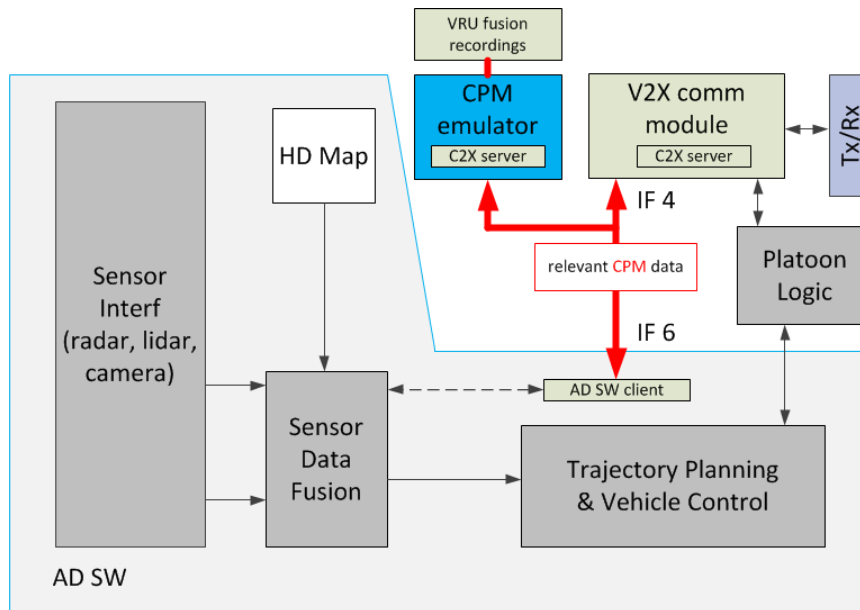 VRU fusion
recordings
CPM
emulator
C2X server
V2X comm
module
C2X server
Tx/Rx
HD Map
IF 4
relevant CPM data
Platoon
Logic
Sensor
Interf
(radar, lidar,
camera)
IF 6
AD SW client
Sensor
Data
Fusion
Trajectory Planning
& Vehicle Control
AD SW